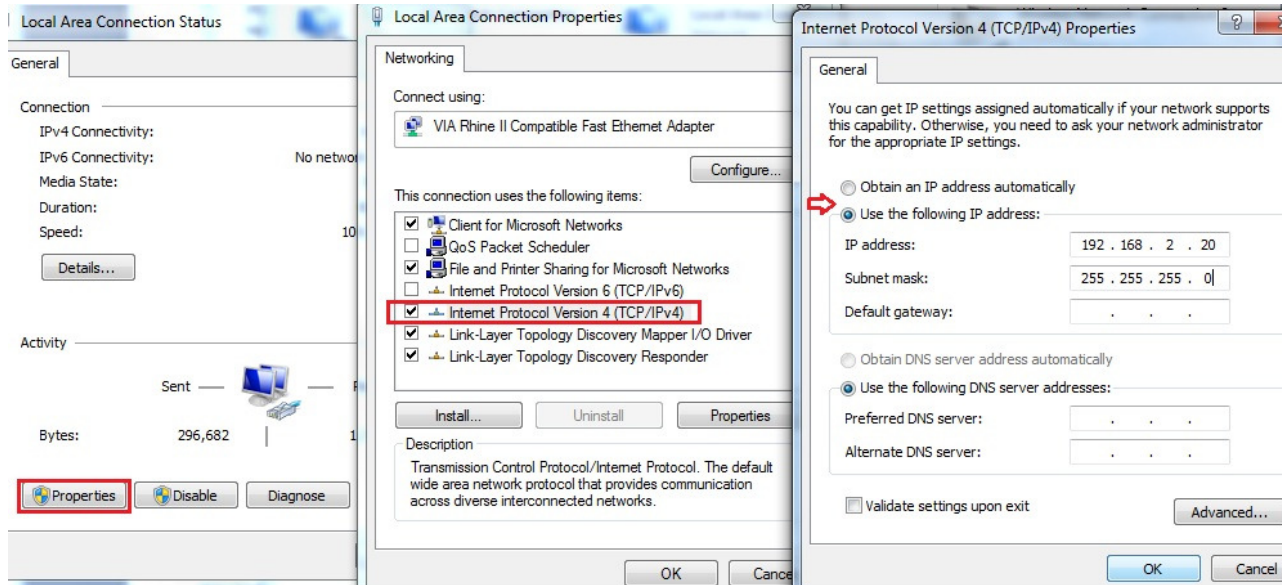 Local Area Connection Status
General
Connection
IPv4 Connectivity:
IPv6 Connectivity: No networ
Media State:
Duration:
Speed: 10
Details...
Activity
Sent
Bytes: 296,682 1
Properties Disable Diagnose
Local Area Connection Properties
Networking
Connect using:
VIA Rhine II Compatible Fast Ethernet Adapter
Configure...
This connection uses the following items:
Client for Microsoft Networks
QoS Packet Scheduler
File and Printer Sharing for Microsoft Networks
Internet Protocol Version 6 (TCP/IPv6)
Internet Protocol Version 4 (TCP/IPv4)
Link-Layer Topology Discovery Mapper I/O Driver
Link-Layer Topology Discovery Responder
Install... Uninstall Properties
Description
Transmission Control Protocol/Internet Protocol. The default
wide area network protocol that provides communication
across diverse interconnected networks.
OK Cance
Internet Protocol Version 4 (TCP/IPv4) Properties
General
You can get IP settings assigned automatically if your network supports
this capability. Otherwise, you need to ask your network administrator
for the appropriate IP settings.
Obtain an IP address automatically
Use the following IP address:
IP address: 192 . 168 . 2 . 20
Subnet mask: 255 . 255 . 255 . 0
Default gateway: . . .
Obtain DNS server address automatically
Use the following DNS server addresses:
Preferred DNS server: . . .
Alternate DNS server: . . .
Validate settings upon exit
Advanced...
OK Cancel